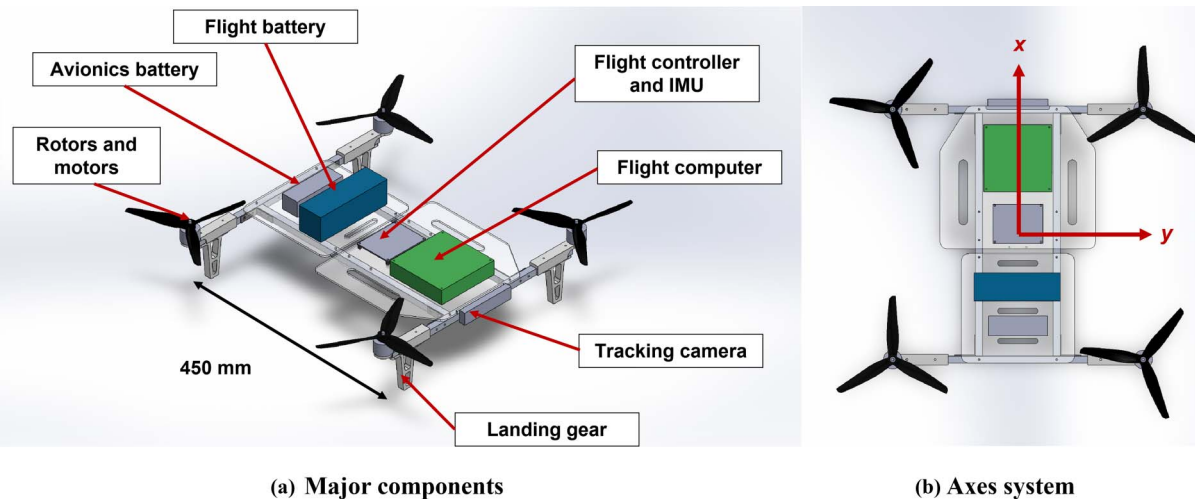 Flight battery
Avionics battery
Flight controller
and IMU
Rotors and
motors
Flight computer
Tracking camera
450 mm
Landing gear
x
y
(a) Major components
(b) Axes system